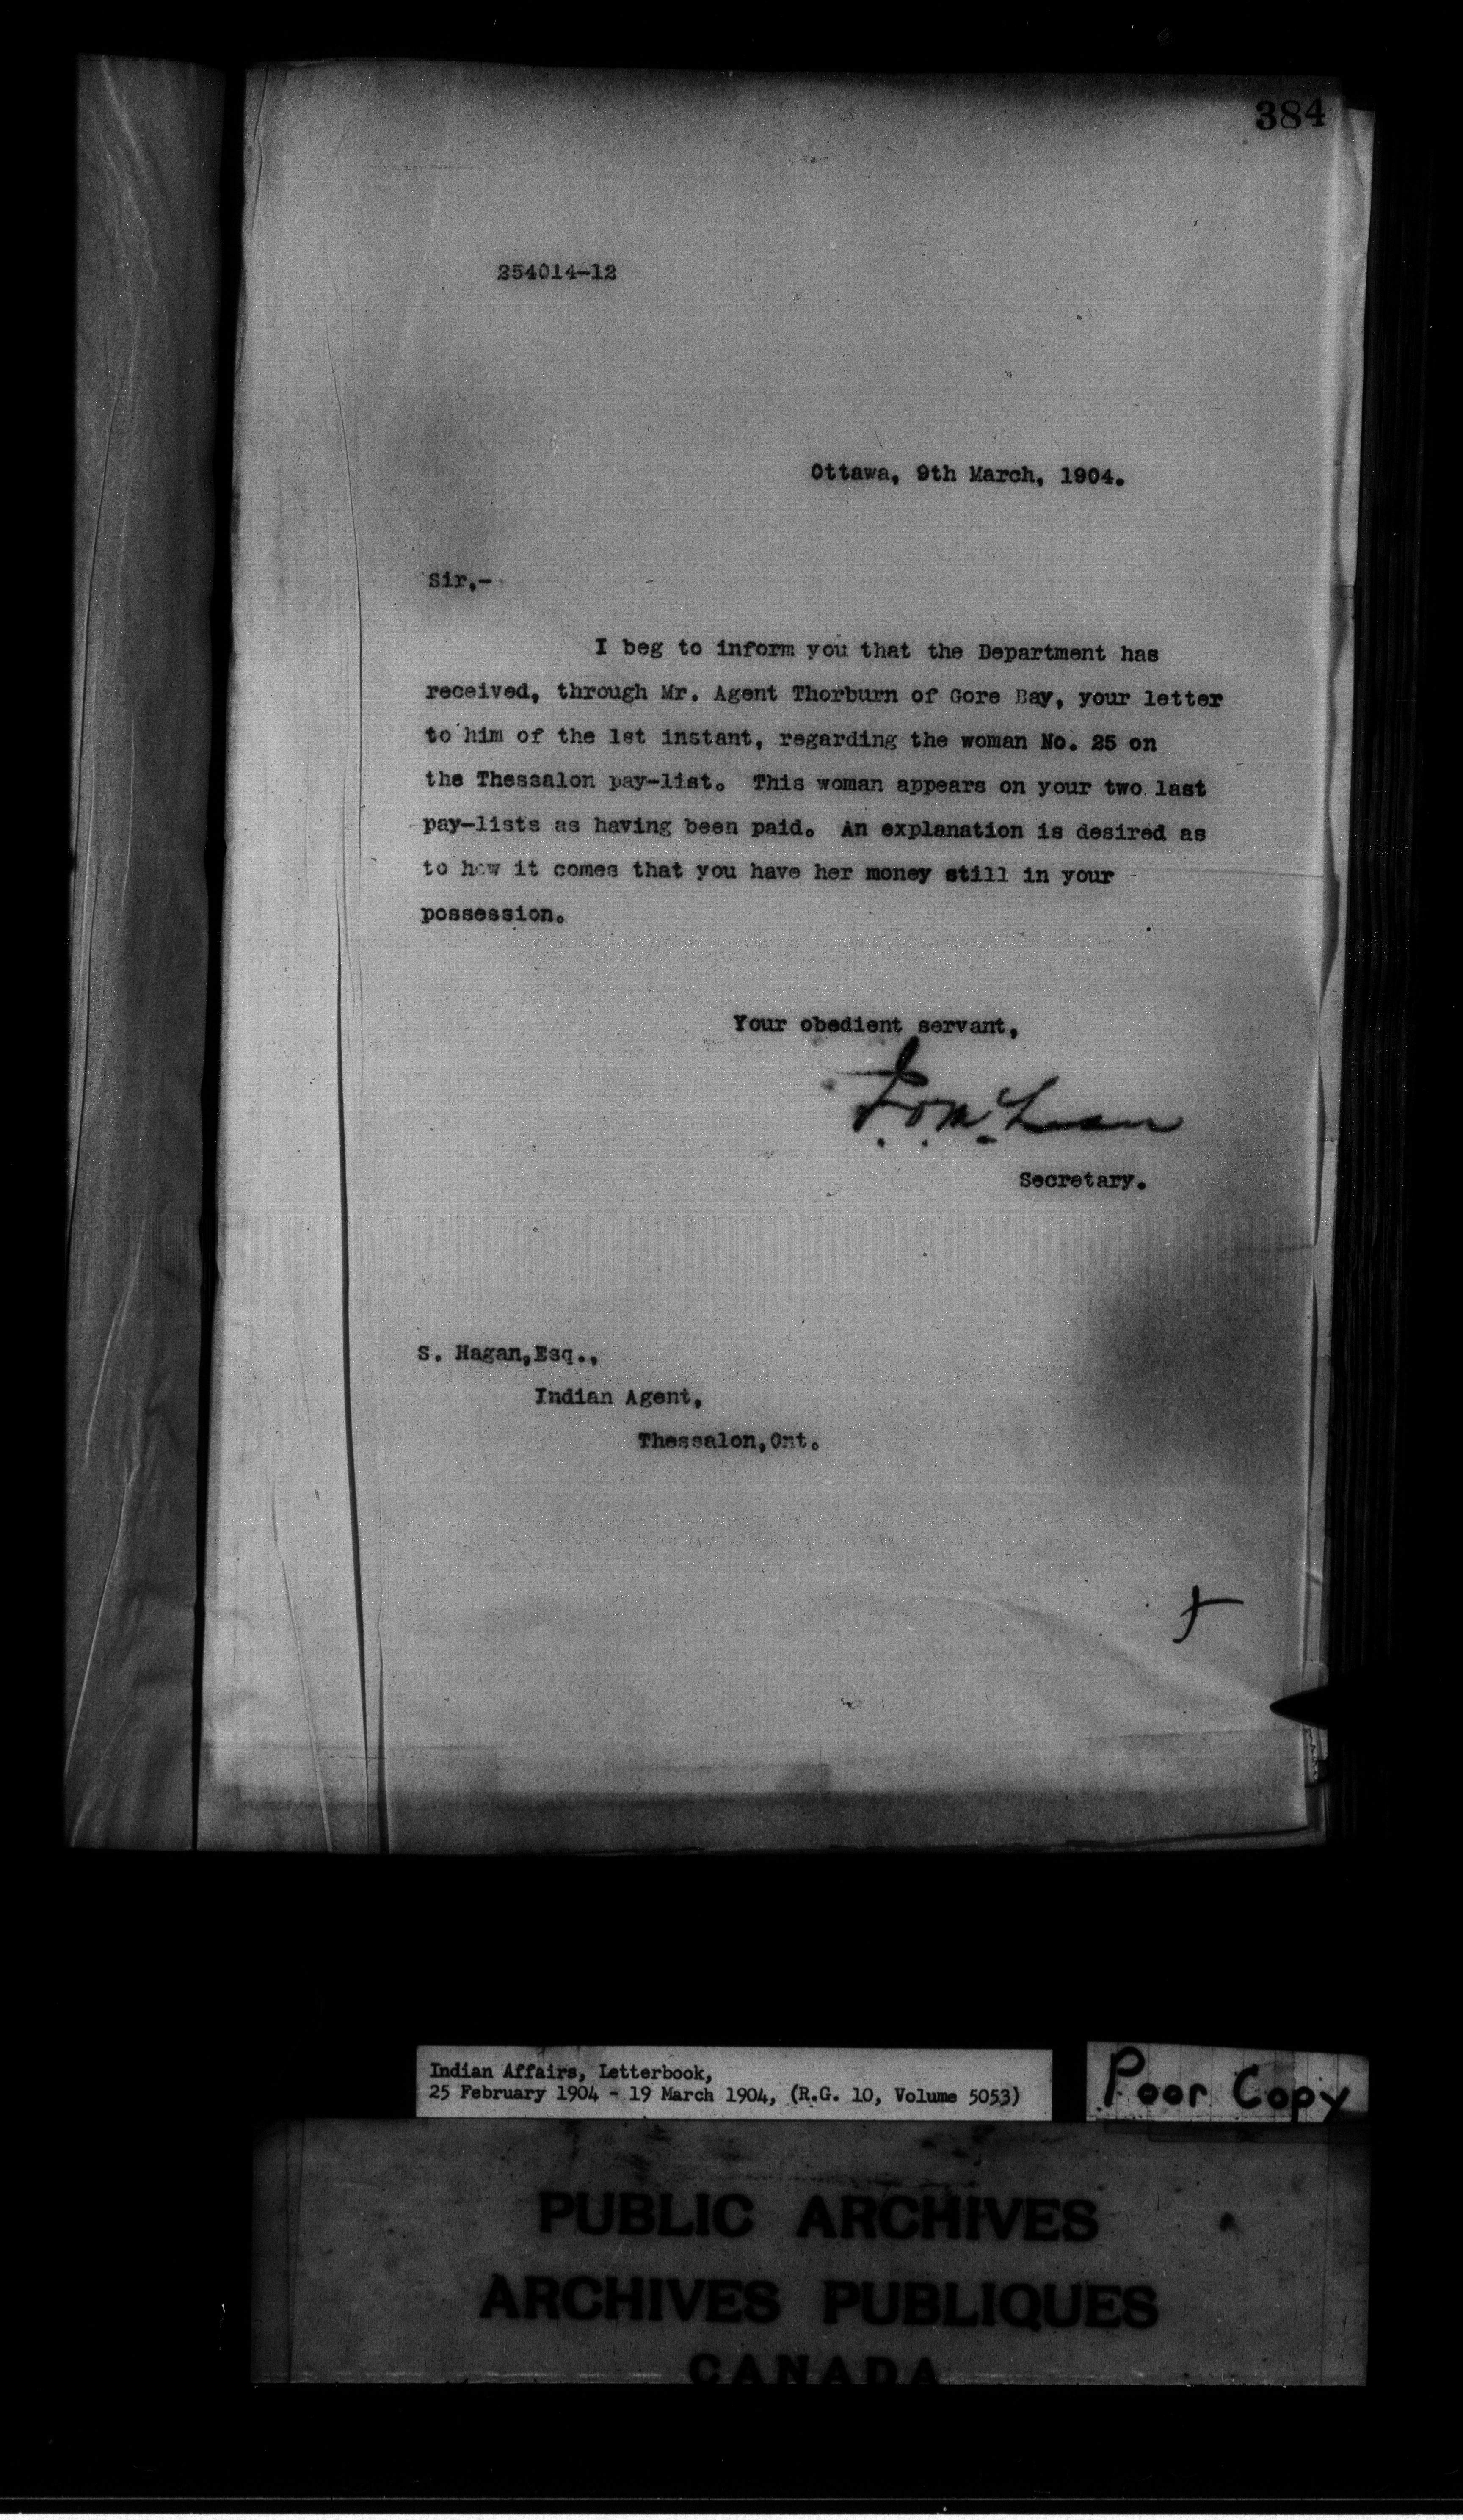 384
254014-12
Ottawa, 9th March, 1904.
Sir,-
I beg to inform you that the Department has
received, through Mr. Agent Thorburn of Gore Bay, your letter
to him of the 1st instant, regarding the woman No. 25 on
the Thessalon pay-list. This woman appears on your two last
pay-lists as having been paid. An explanation is desired as
to how it comes that you have her money still in your
possession.
Your obedient servant,
J. D. McLean
Secretary.
S. Hagan,Esq.,
Indian Agent,
Thessalon,Ont.
Indian Affairs, Letterbook,
25 February 1904 - 19 March 1904, (R.G. 10, Volume 5053)
Poor Copy
PUBLIC ARCHIVES
ARCHIVES PUBLIQUES
CANADA